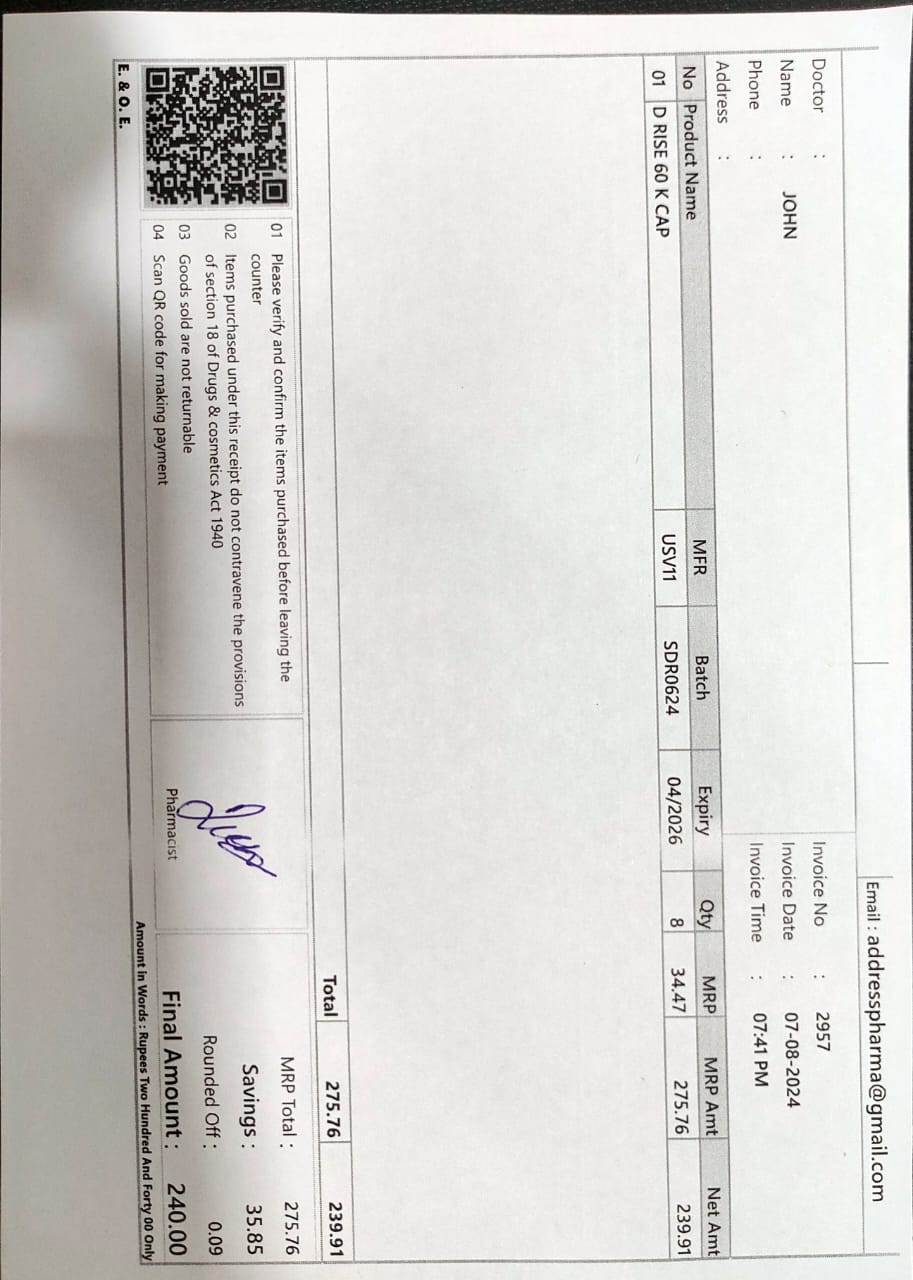 Email : addresspharma@gmail.com
Doctor :
Name : JOHN
Phone :
Address :
Invoice No : 2957
Invoice Date : 07-08-2024
Invoice Time : 07:41 PM
No Product Name MFR Batch Expiry Qty MRP MRP Amt Net Amt
01 D RISE 60 K CAP USV11 SDR0624 04/2026 8 34.47 275.76 239.91
Total 275.76 239.91
01 Please verify and confirm the items purchased before leaving the
counter
02 Items purchased under this receipt do not contravene the provisions
of section 18 of Drugs & cosmetics Act 1940
03 Goods sold are not returnable
04 Scan QR code for making payment
Pharmacist
MRP Total : 275.76
Savings : 35.85
Rounded Off : 0.09
Final Amount : 240.00
Amount in Words : Rupees Two Hundred And Forty 00 Only
E. & O. E.